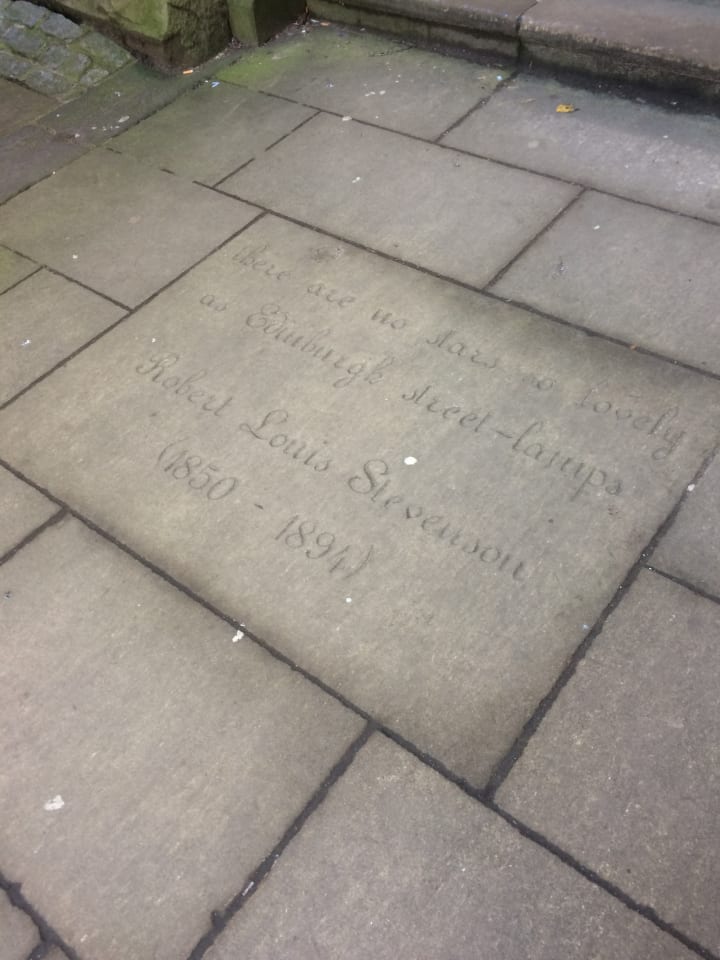 there are no stars so lovely
as Edinburgh street-lamps
Robert Louis Stevenson
(1850 - 1894)